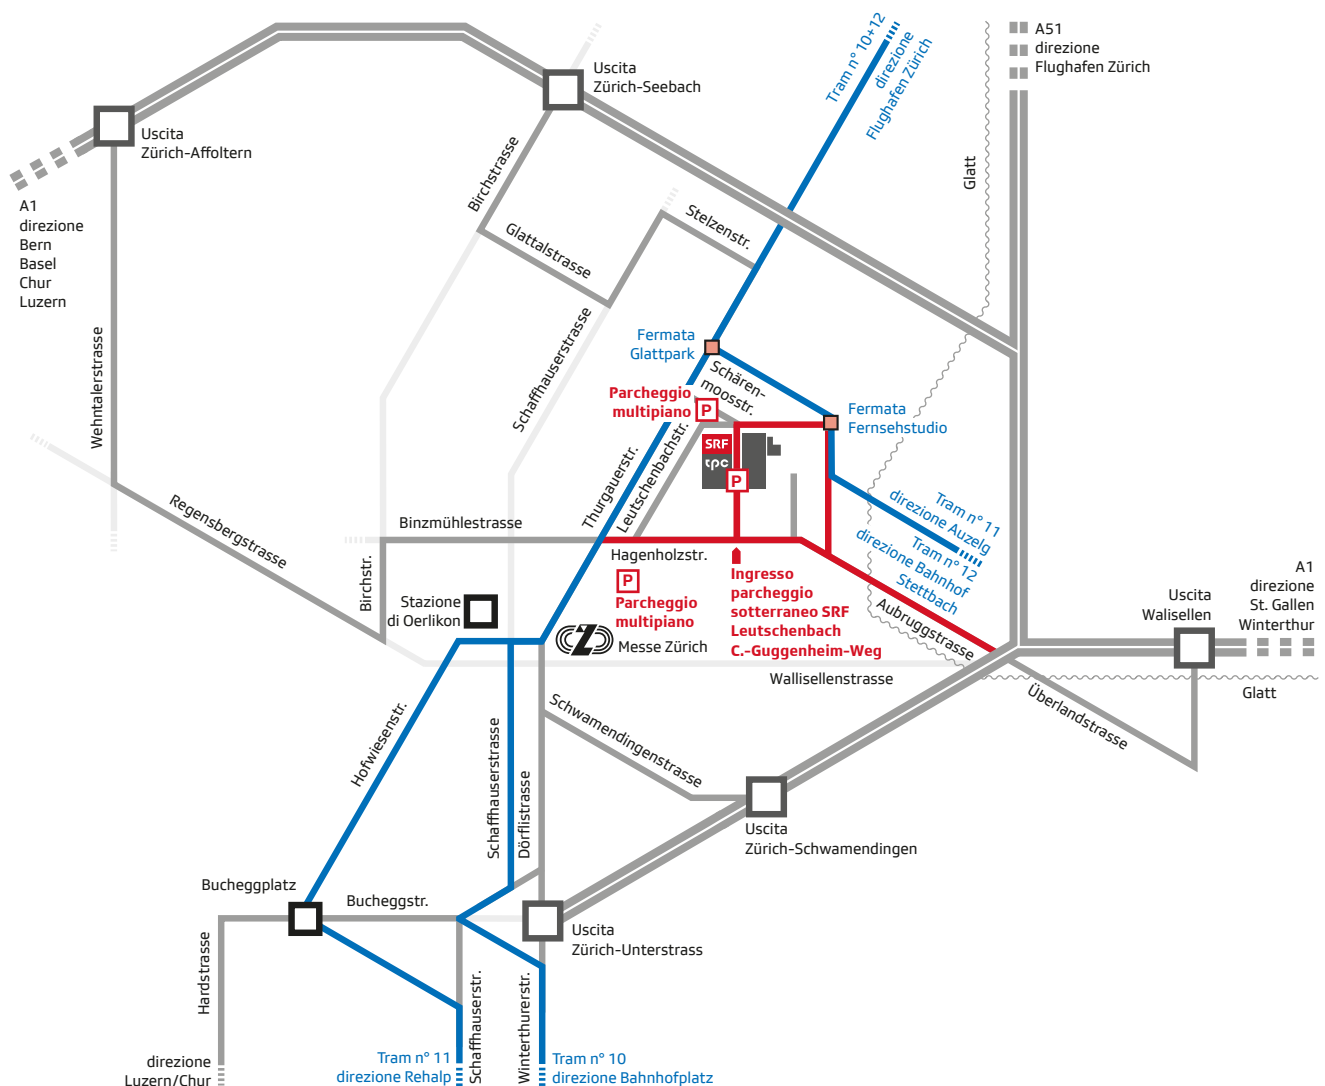 Tram n° 10+12
direzione
Flughafen Zürich
A51
direzione
Flughafen Zürich
Uscita
Zürich-Seebach
Uscita
Zürich-Affoltern
Glatt
Birchstrasse
A1
direzione
Bern
Basel
Chur
Luzern
Stelzenstr.
Glattalstrasse
Wehntalerstrasse
Schaffhauserstrasse
Fermata
Glattpark
Schären-
moosstr.
Parcheggio
multipiano
P
Fermata
Fernsehstudio
SRF
tpc
P
Thurgauerstr.
Leutschenbachstr.
Regensbergstrasse
Binzmühlestrasse
Hagenholzstr.
Tram n° 11
direzione Auzelg
Tram n° 12
direzione Bahnhof
Stettbach
Birchstr.
P
Parcheggio
multipiano
Ingresso
parcheggio
sotterraneo SRF
Leutschenbach
C.-Guggenheim-Weg
Aubruggstrasse
Stazione
di Oerlikon
Z
Messe Zürich
Wallisellenstrasse
Uscita
Walisellen
A1
direzione
St. Gallen
Winterthur
Glatt
Überlandstrasse
Hofwiesenstr.
Schwamendingenstrasse
Schaffhauserstrasse
Dörflistrasse
Uscita
Zürich-Schwamendingen
Bucheggplatz
Bucheggstr.
Uscita
Zürich-Unterstrass
Hardstrasse
Schaffhauserstr.
Winterthurerstr.
direzione
Luzern/Chur
Tram n° 11
direzione Rehalp
Tram n° 10
direzione Bahnhofplatz